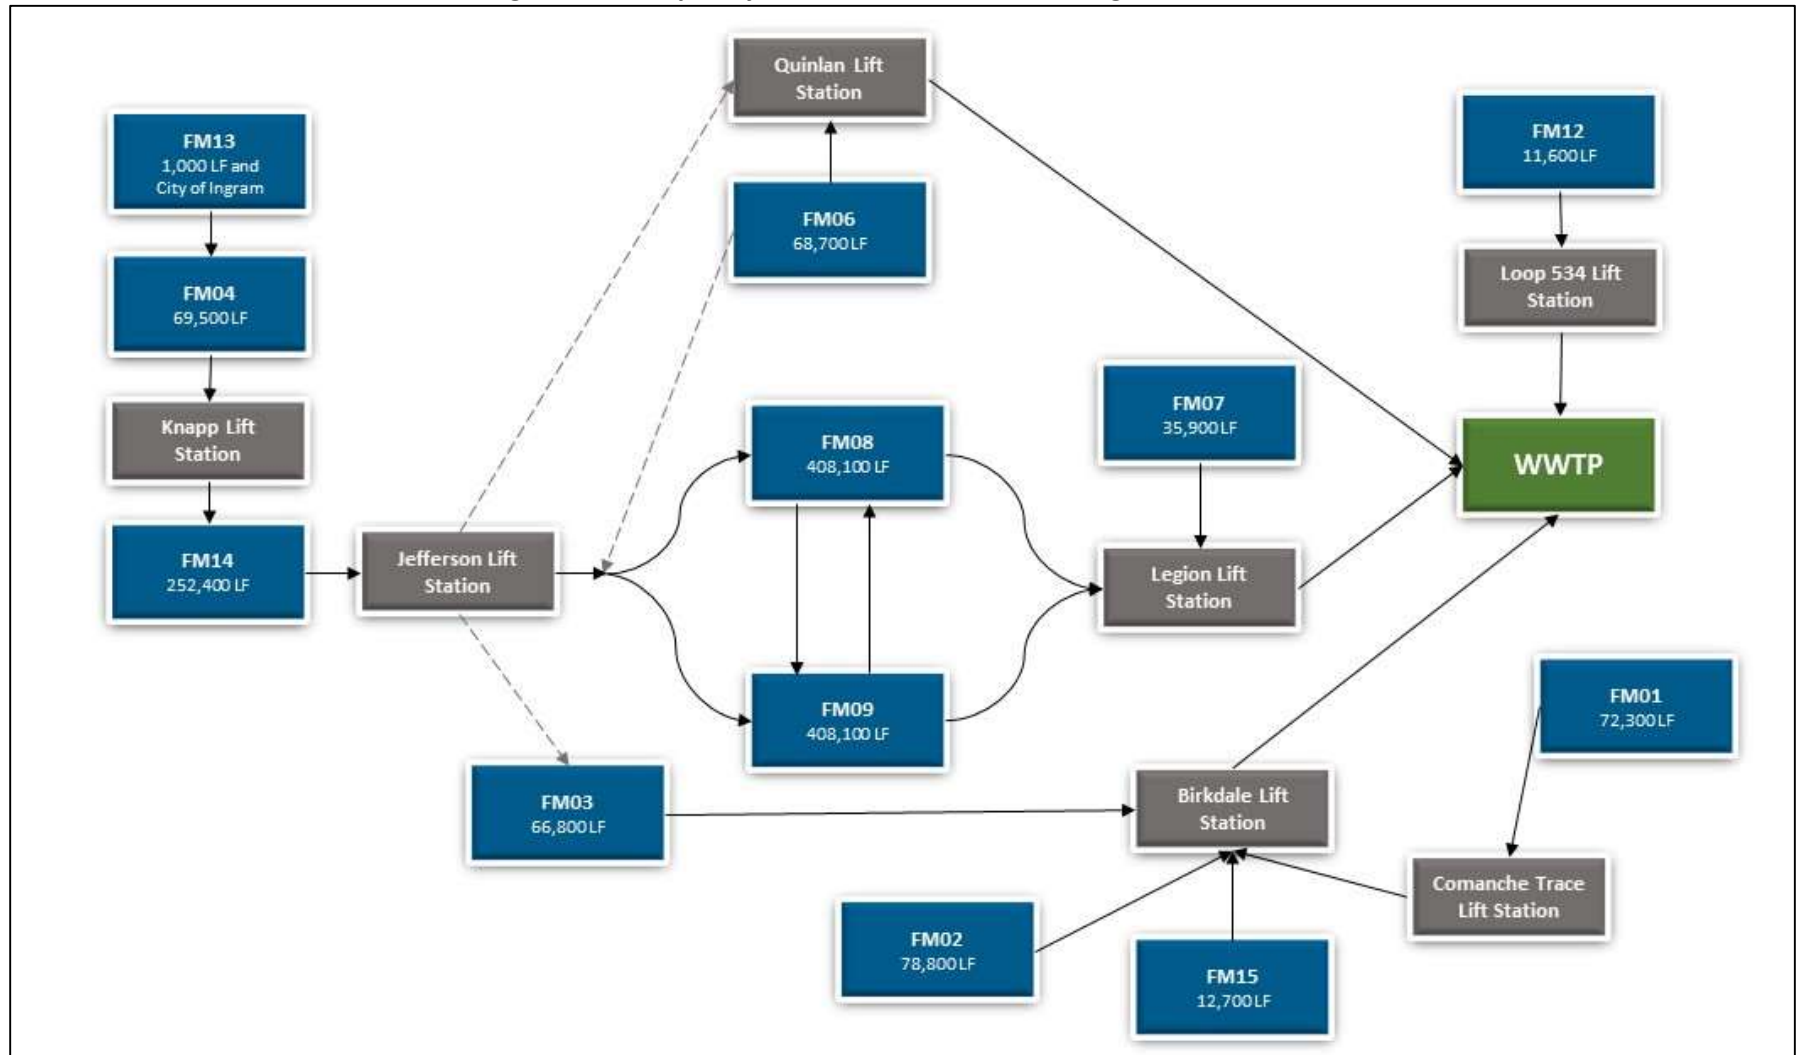 Quinlan Lift
Station
FM13
1,000 LF and
City of Ingram
FM12
11,600 LF
FM06
68,700 LF
FM04
69,500 LF
Loop 534 Lift
Station
FM07
35,900 LF
Knapp Lift
Station
FM08
408,100 LF
WWTP
FM14
252,400 LF
Jefferson Lift
Station
Legion Lift
Station
FM09
408,100 LF
FM01
72,300 LF
FM03
66,800 LF
Birkdale Lift
Station
Comanche Trace
Lift Station
FM02
78,800 LF
FM15
12,700 LF